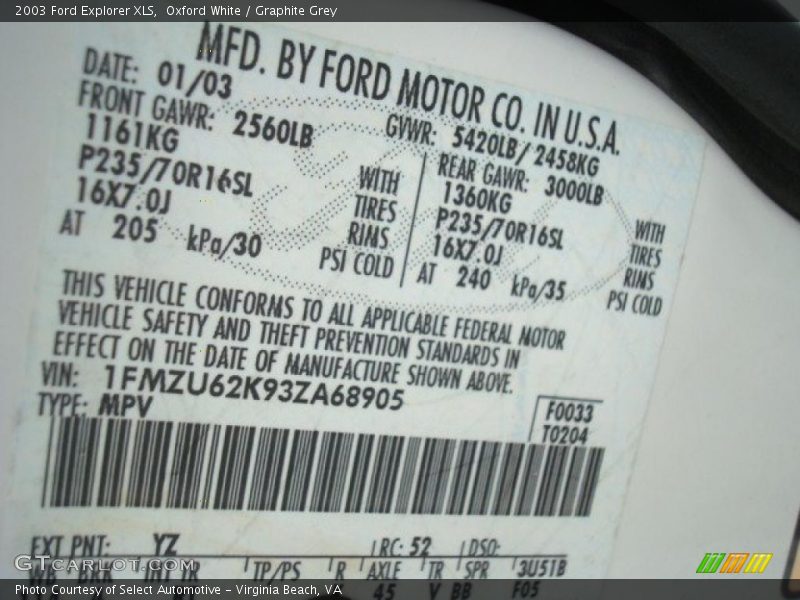 2003 Ford Explorer XLS, Oxford White / Graphite Grey
MFD. BY FORD MOTOR CO. IN U.S.A.
DATE: 01/03 GVWR: 5420LB/2458KG
FRONT GAWR: 2560LB REAR GAWR: 3000LB
1161KG WITH 1360KG WITH
P235/70R16SL TIRES P235/70R16SL TIRES
16X7.0J RIMS 16X7.0J RIMS
AT 205 kPa/30 PSI COLD AT 240 kPa/35 PSI COLD
THIS VEHICLE CONFORMS TO ALL APPLICABLE FEDERAL MOTOR
VEHICLE SAFETY AND THEFT PREVENTION STANDARDS IN
EFFECT ON THE DATE OF MANUFACTURE SHOWN ABOVE.
VIN: 1FMZU62K93ZA68905
TYPE: MPV
F0033
T0204
EXT PNT: YZ RC: 52 DSO:
WB BRK INT TR TP/PS R AXLE TR SPR 3U51B
45 V BB F05
GTCARLOT.COM
Photo Courtesy of Select Automotive - Virginia Beach, VA